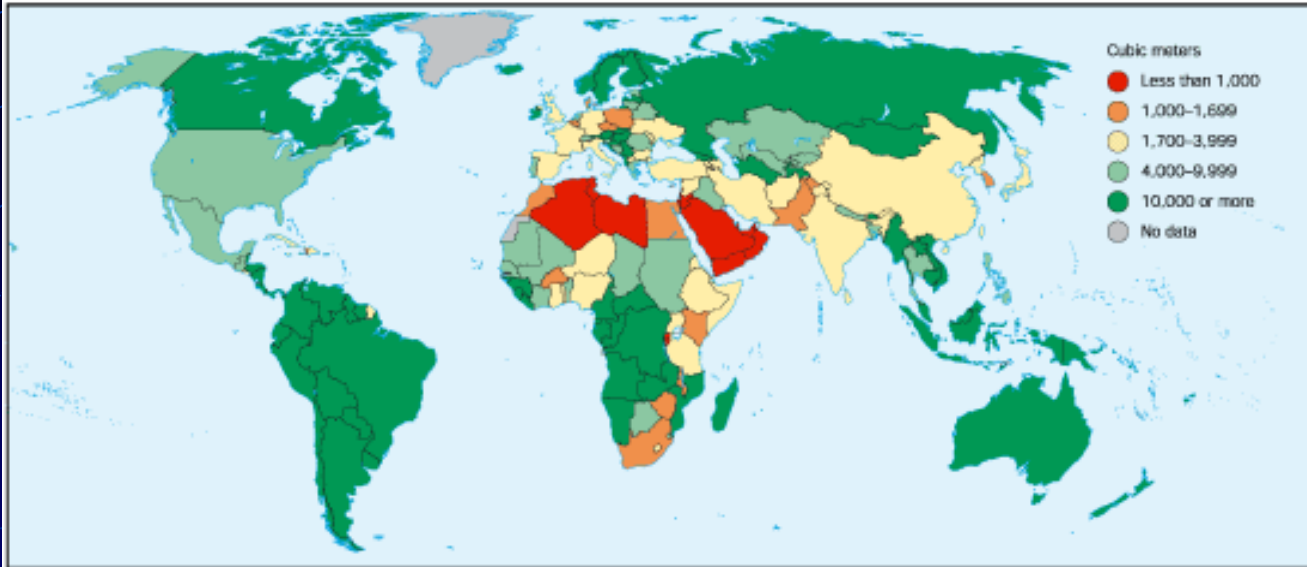 Cubic meters
Less than 1,000
1,000–1,699
1,700–3,999
4,000–9,999
10,000 or more
No data